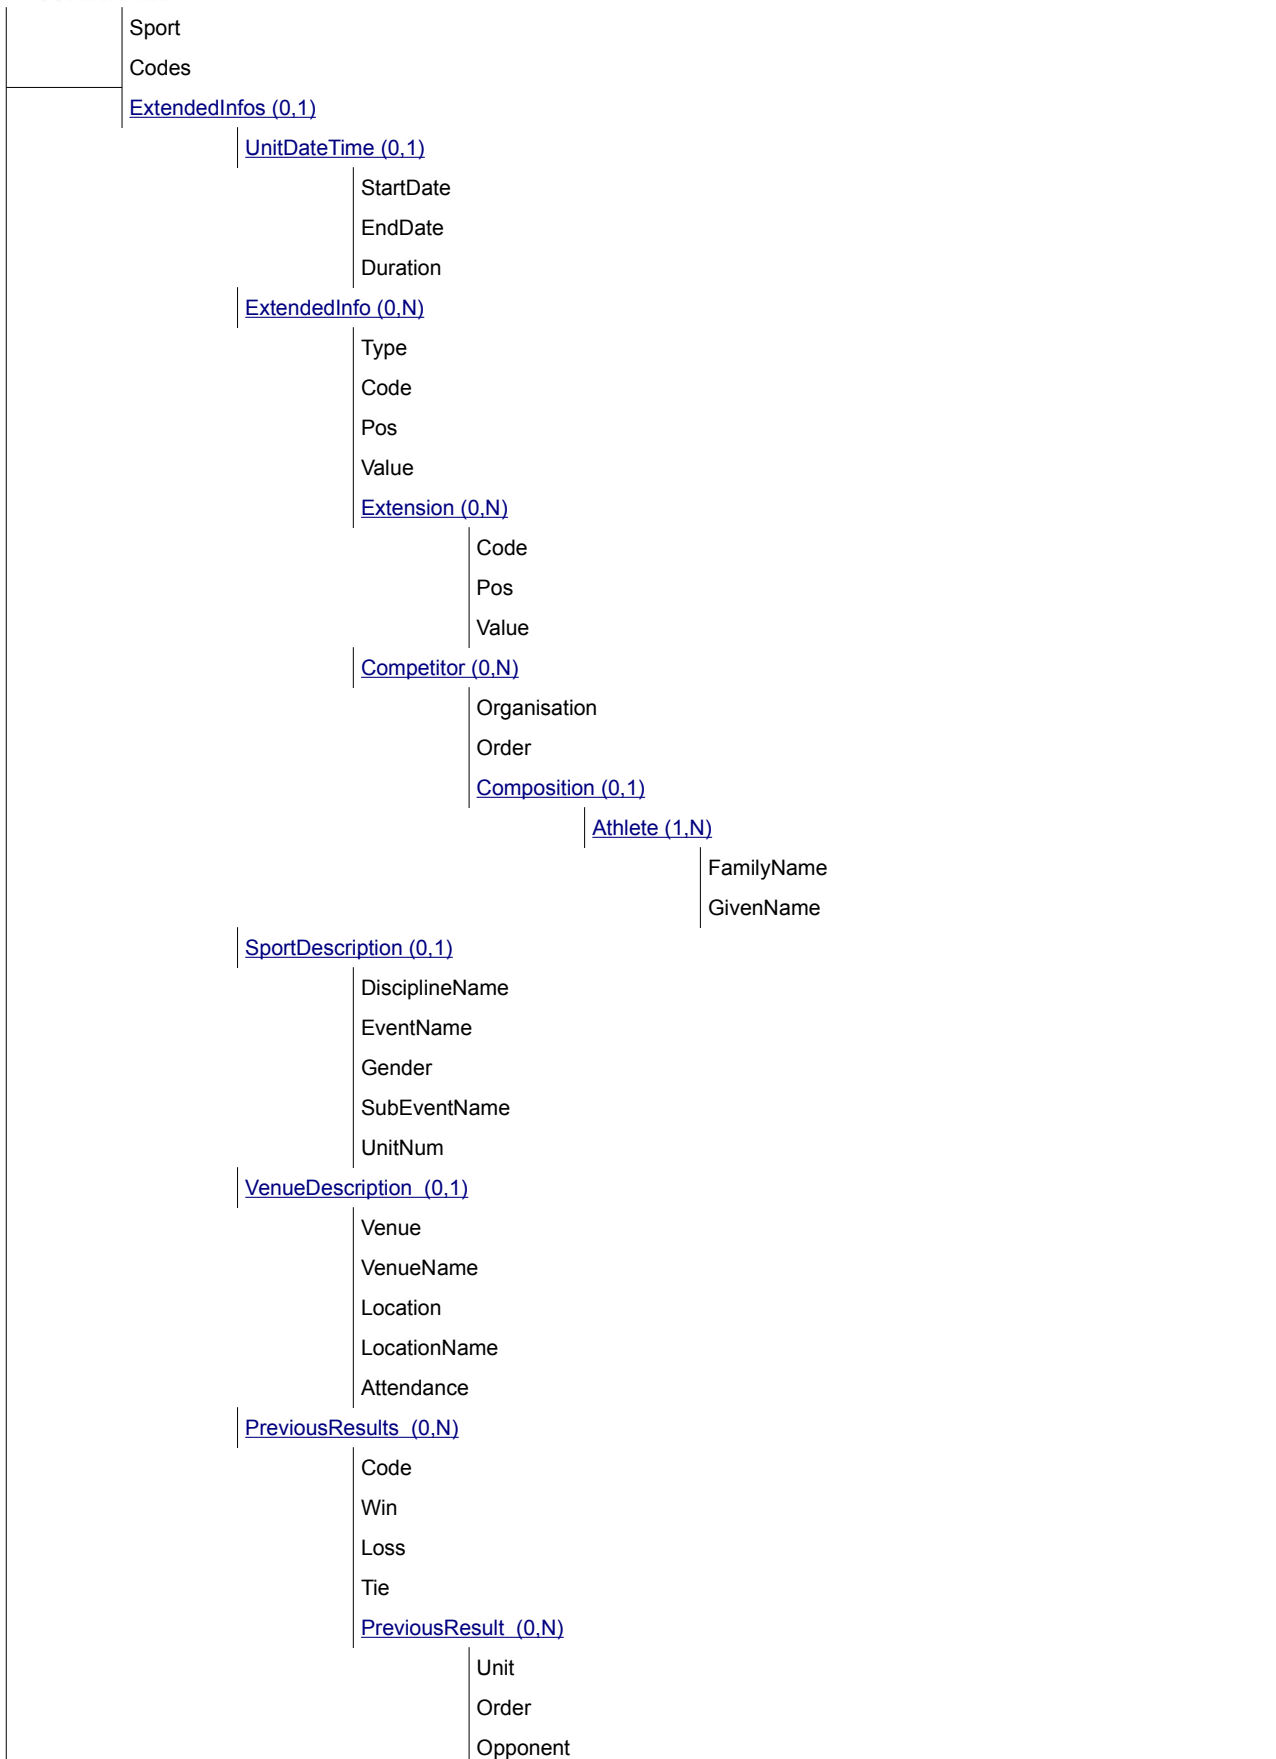 Sport
Codes
ExtendedInfos (0,1)
UnitDateTime (0,1)
StartDate
EndDate
Duration
ExtendedInfo (0,N)
Type
Code
Pos
Value
Extension (0,N)
Code
Pos
Value
Competitor (0,N)
Organisation
Order
Composition (0,1)
Athlete (1,N)
FamilyName
GivenName
SportDescription (0,1)
DisciplineName
EventName
Gender
SubEventName
UnitNum
VenueDescription  (0,1)
Venue
VenueName
Location
LocationName
Attendance
PreviousResults  (0,N)
Code
Win
Loss
Tie
PreviousResult  (0,N)
Unit
Order
Opponent